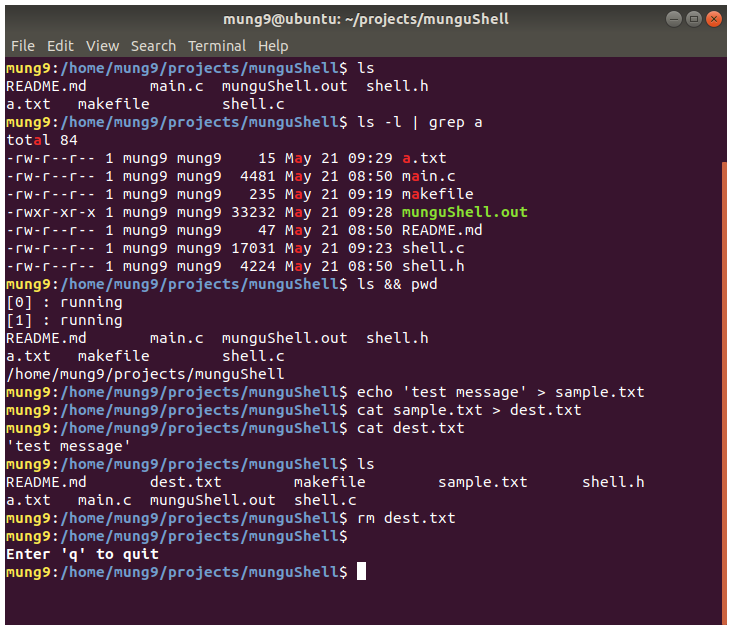 mung9@ubuntu: ~/projects/munguShell
File Edit View Search Terminal Help
mung9:/home/mung9/projects/munguShell$ ls
README.md       main.c  munguShell.out  shell.h
a.txt   makefile        shell.c
mung9:/home/mung9/projects/munguShell$ ls -l | grep a
total 84
-rw-r--r-- 1 mung9 mung9    15 May 21 09:29 a.txt
-rw-r--r-- 1 mung9 mung9  4481 May 21 08:50 main.c
-rw-r--r-- 1 mung9 mung9   235 May 21 09:19 makefile
-rwxr-xr-x 1 mung9 mung9 33232 May 21 09:28 munguShell.out
-rw-r--r-- 1 mung9 mung9    47 May 21 08:50 README.md
-rw-r--r-- 1 mung9 mung9 17031 May 21 09:23 shell.c
-rw-r--r-- 1 mung9 mung9  4224 May 21 08:50 shell.h
mung9:/home/mung9/projects/munguShell$ ls && pwd
[0] : running
[1] : running
README.md       main.c  munguShell.out  shell.h
a.txt   makefile        shell.c
/home/mung9/projects/munguShell
mung9:/home/mung9/projects/munguShell$ echo 'test message' > sample.txt
mung9:/home/mung9/projects/munguShell$ cat sample.txt > dest.txt
mung9:/home/mung9/projects/munguShell$ cat dest.txt
'test message'
mung9:/home/mung9/projects/munguShell$ ls
README.md       dest.txt        makefile        sample.txt      shell.h
a.txt   main.c  munguShell.out  shell.c
mung9:/home/mung9/projects/munguShell$ rm dest.txt
mung9:/home/mung9/projects/munguShell$
Enter 'q' to quit
mung9:/home/mung9/projects/munguShell$